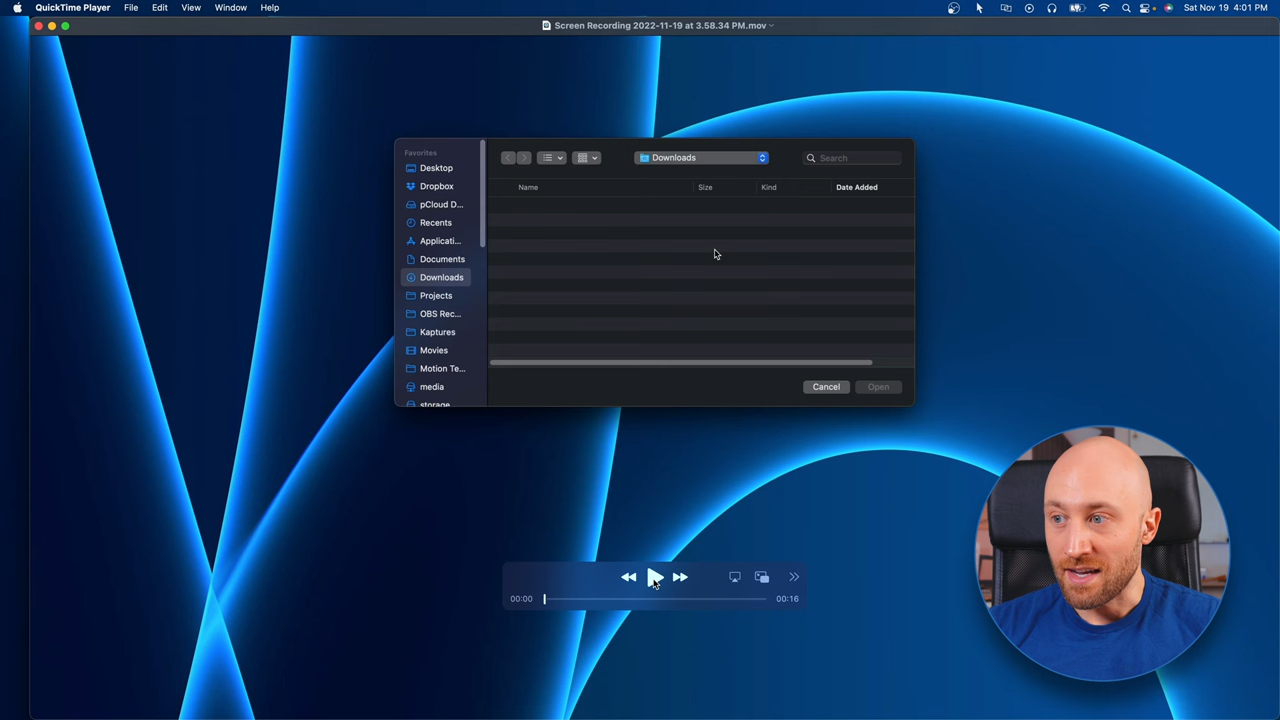 QuickTime Player File Edit View Window Help Sat Nov 19 4:01 PM
Screen Recording 2022-11-19 at 3.58.34 PM.mov
Favorites
Desktop
Dropbox
pCloud D...
Recents
Applicati...
Documents
Downloads
Projects
OBS Rec...
Kaptures
Movies
Motion Te...
media
storage
Downloads
Search
Name Size Kind Date Added
Cancel Open
00:00 00:16